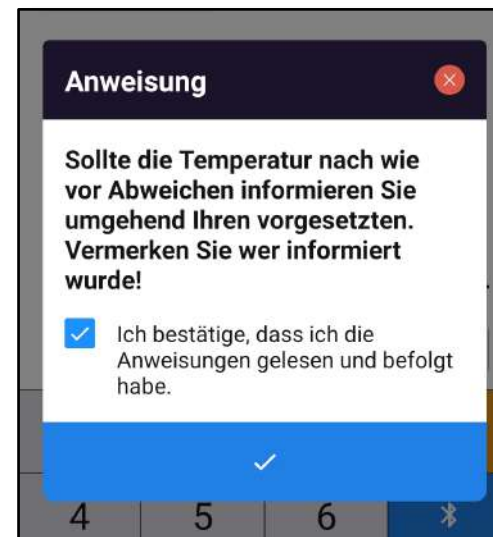 Anweisung
Sollte die Temperatur nach wie
vor Abweichen informieren Sie
umgehend Ihren vorgesetzten.
Vermerken Sie wer informiert
wurde!
Ich bestätige, dass ich die
Anweisungen gelesen und befolgt
habe.
4 5 6